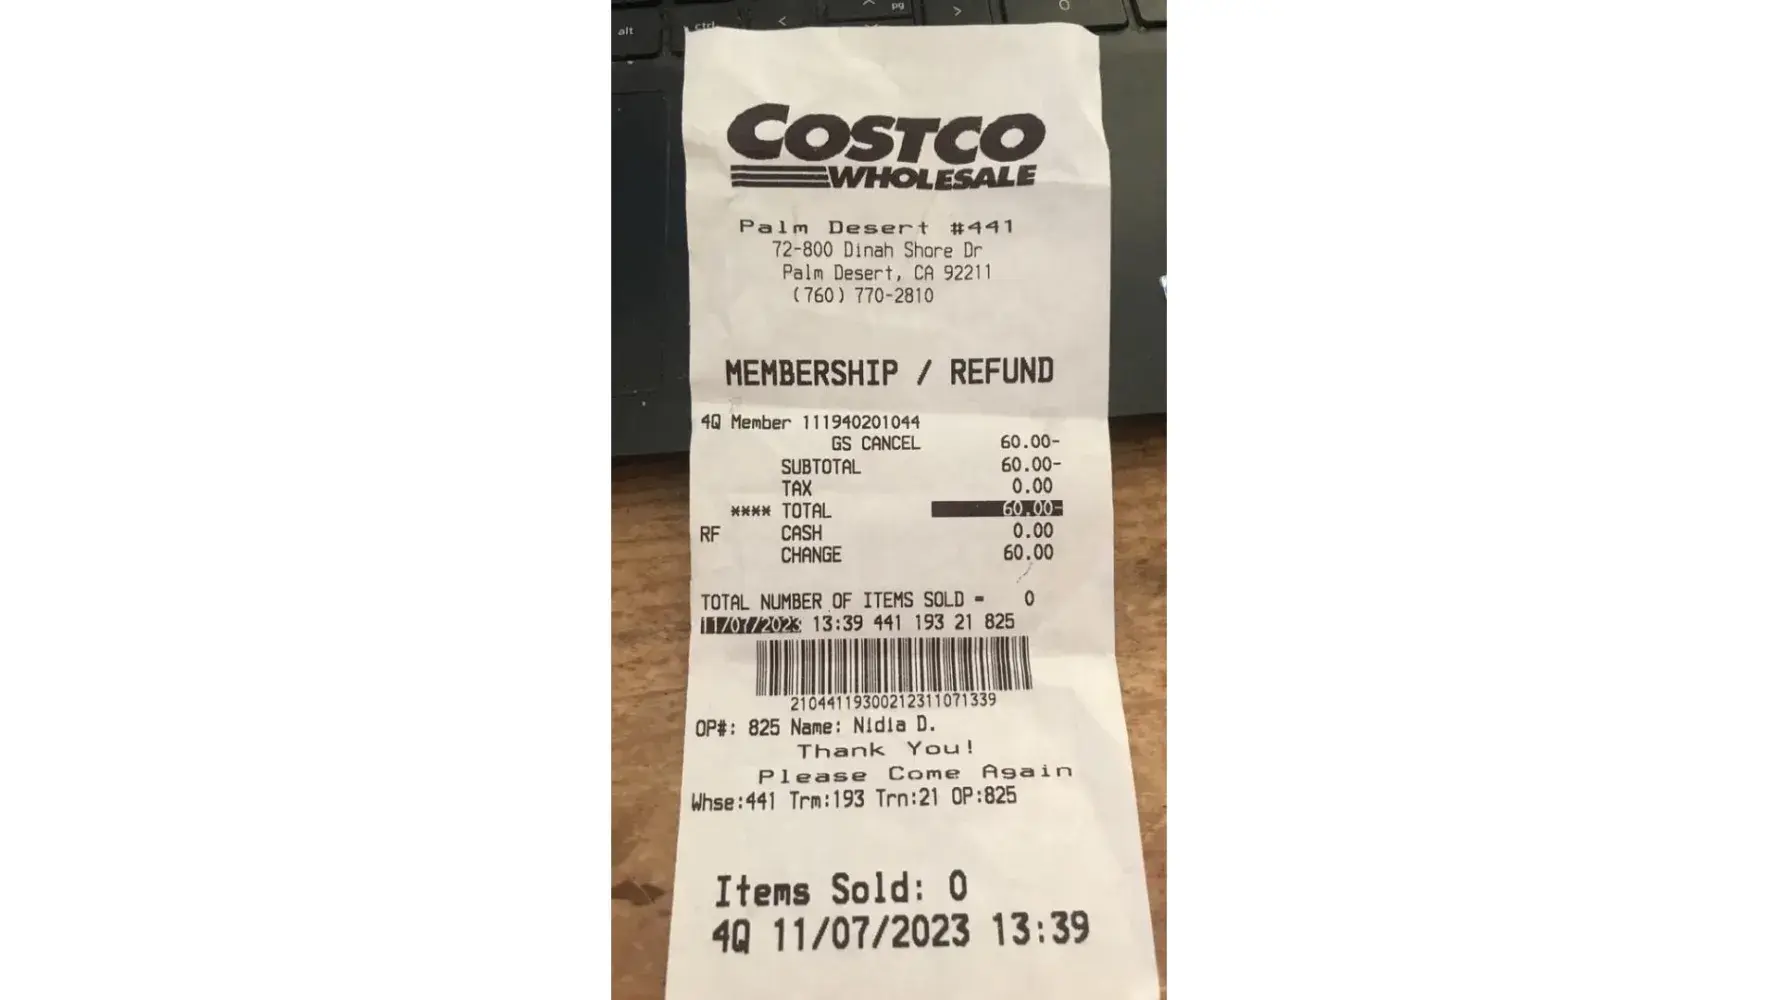 alt
ctrl
<
^
pg
>
COSTCO
WHOLESALE
Palm Desert #441
72-800 Dinah Shore Dr
Palm Desert, CA 92211
(760) 770-2810
MEMBERSHIP / REFUND
4Q Member 111940201044
GS CANCEL 60.00-
SUBTOTAL 60.00-
TAX 0.00
**** TOTAL 60.00-
RF CASH 0.00
CHANGE 60.00
TOTAL NUMBER OF ITEMS SOLD = 0
11/07/2023 13:39 441 193 21 825
21044119300212311071339
OP#: 825 Name: Nidia D.
Thank You!
Please Come Again
Whse:441 Trm:193 Trn:21 OP:825
Items Sold: 0
4Q 11/07/2023 13:39